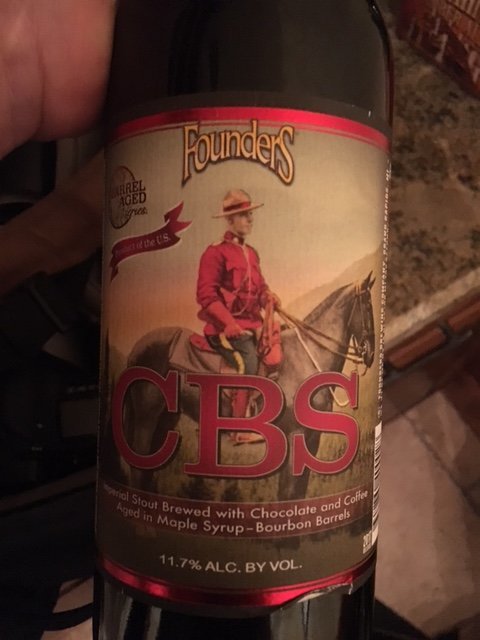 Founders
BARREL
AGED
Series
Product of the U.S.
CBS
Imperial Stout Brewed with Chocolate and Coffee
Aged in Maple Syrup-Bourbon Barrels
11.7% ALC. BY VOL.